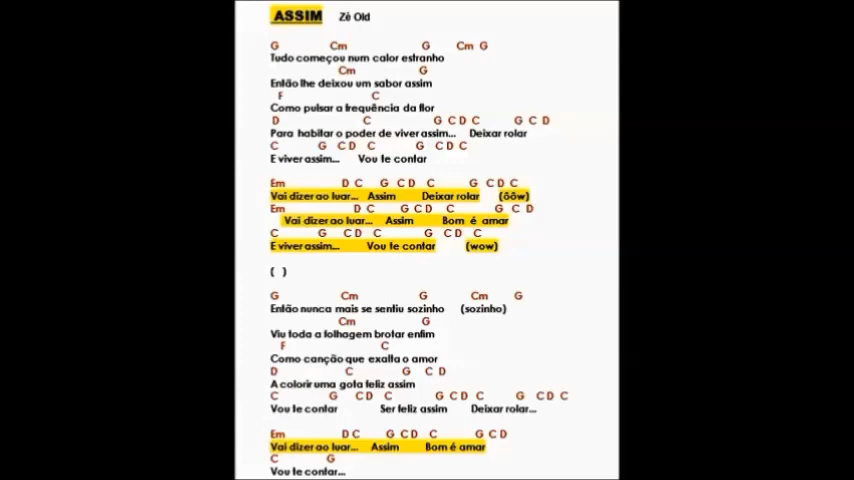 ASSIM Zé Old
G Cm G Cm G
Tudo começou num calor estranho
Cm G
Então lhe deixou um sabor assim
F C
Como pulsar a frequência da flor
D C G C D C G C D
Para habitar o poder de viver assim... Deixar rolar
C G C D C G C D C
E viver assim... Vou te contar
Em D C G C D C G C D C
Vai dizer ao luar... Assim Deixar rolar (ôôw)
Em D C G C D C G C D
Vai dizer ao luar... Assim Bom é amar
C G C D C G C D C
E viver assim... Vou te contar (wow)
( )
G Cm G Cm G
Então nunca mais se sentiu sozinho (sozinho)
Cm G
Viu toda a folhagem brotar enfim
F C
Como canção que exalta o amor
D C G C D
A colorir uma gota feliz assim
C G C D C G C D C G C D C
Vou te contar Ser feliz assim Deixar rolar...
Em D C G C D C G C D
Vai dizer ao luar... Assim Bom é amar
C G
Vou te contar...